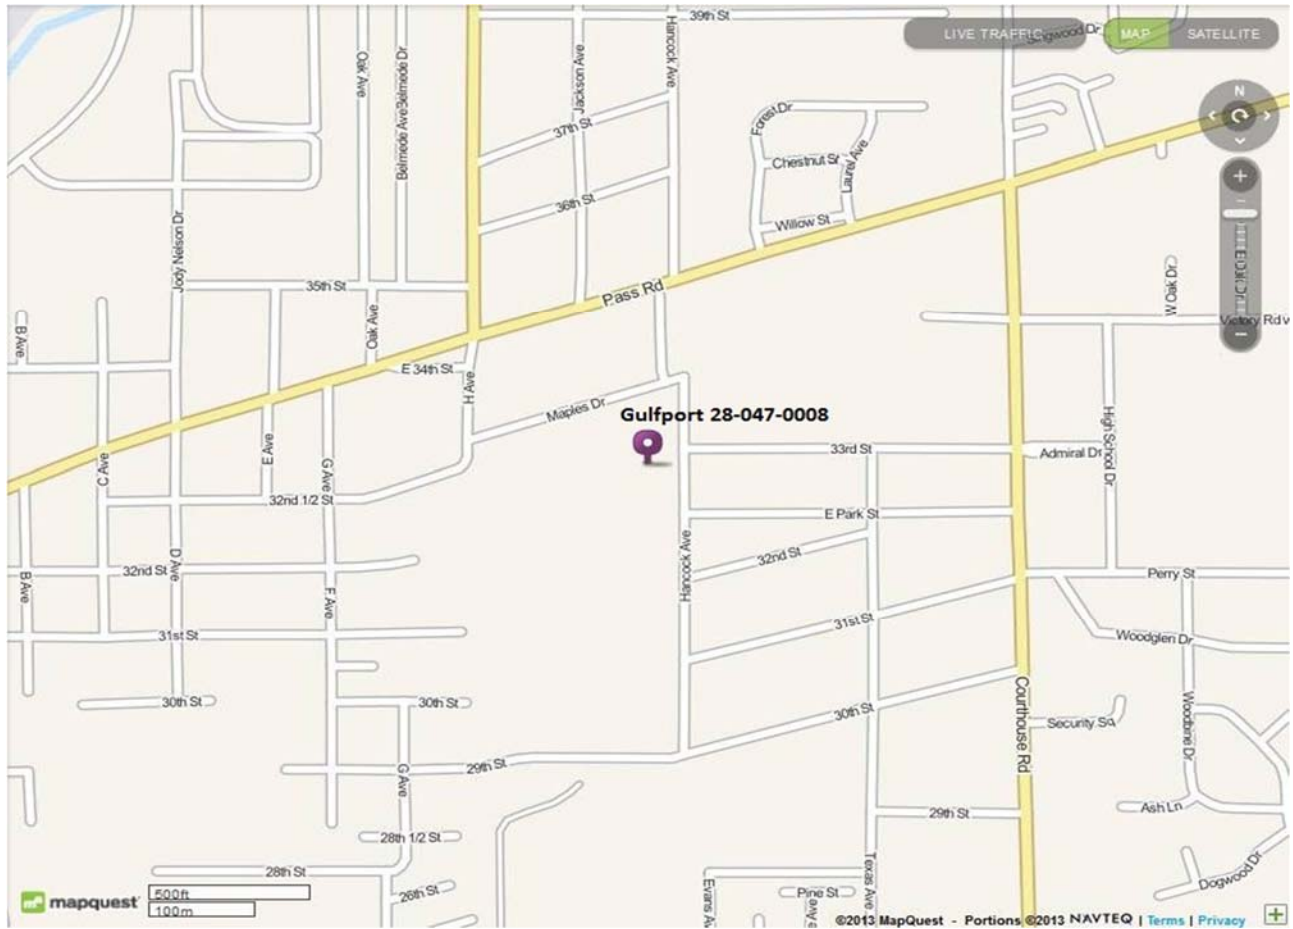 39th St
Hancock Ave
LIVE TRAFFIC
MAP
SATELLITE
N
Oak Ave
Belmede Ave
Belmede Dr
Jackson Ave
37th St
36th St
Forest Dr
Chestnut St
Laurel Ave
Willow St
Jody Nelson Dr
35th St
Pass Rd
W Oak Dr
Victory Rd
B Ave
Oak Ave
E 34th St
H Ave
Maples Dr
Gulfport 28-047-0008
33rd St
Admiral Dr
High School Dr
C Ave
E Ave
G Ave
32nd 1/2 St
E Park St
32nd St
Hancock Ave
B Ave
32nd St
D Ave
F Ave
Perry St
31st St
31st St
Woodglen Dr
30th St
30th St
30th St
Courthouse Rd
Security Sq
Woodbine Dr
29th St
G Ave
29th St
Ash Ln
28th 1/2 St
28th St
26th St
Texas Ave
Evans Av
Pine St
Dogwood Dr
mapquest
500ft
100m
©2013 MapQuest - Portions ©2013 NAVTEQ | Terms | Privacy